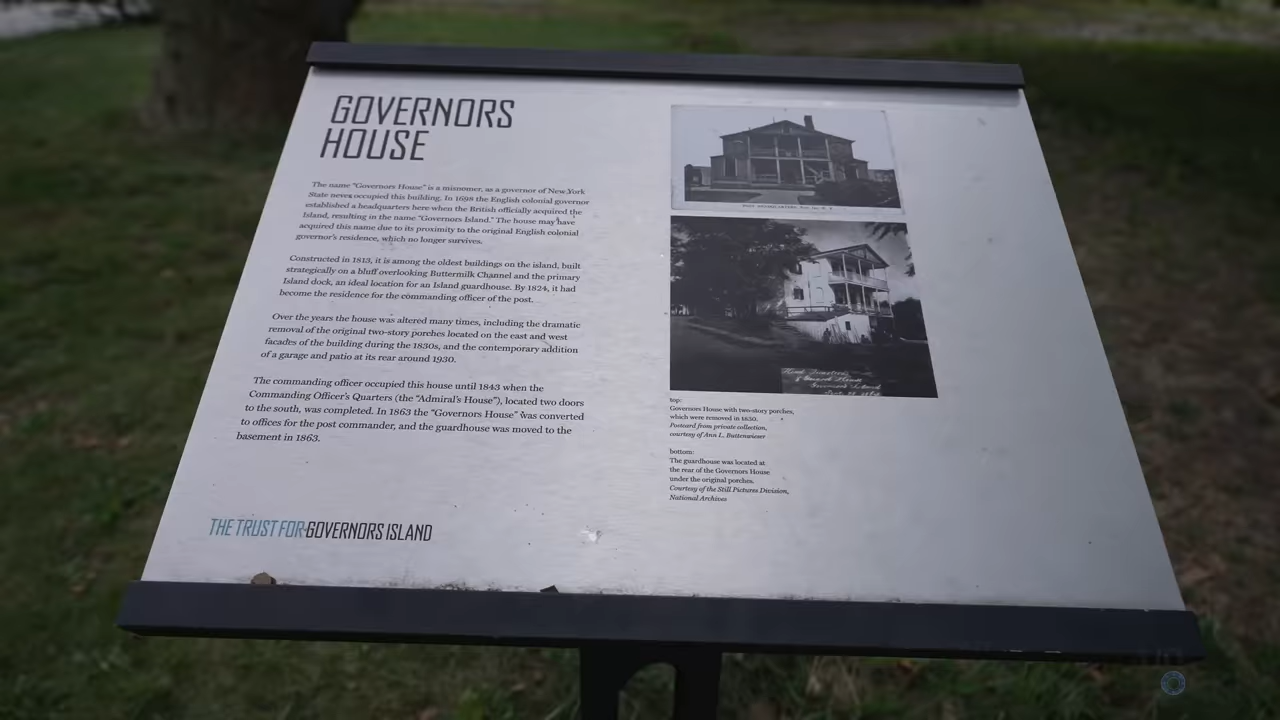 GOVERNORS
HOUSE
The name "Governors House" is a misnomer, as a governor of New York
State never occupied this building. In 1698 the English colonial governor
established a headquarters here when the British officially acquired the
Island, resulting in the name "Governors Island." The house may have
acquired this name due to its proximity to the original English colonial
governor's residence, which no longer survives.
Constructed in 1813, it is among the oldest buildings on the island, built
strategically on a bluff overlooking Buttermilk Channel and the primary
Island dock, an ideal location for an Island guardhouse. By 1824, it had
become the residence for the commanding officer of the post.
Over the years the house was altered many times, including the dramatic
removal of the original two-story porches located on the east and west
facades of the building during the 1830s, and the contemporary addition
of a garage and patio at its rear around 1930.
The commanding officer occupied this house until 1843 when the
Commanding Officer's Quarters (the "Admiral's House"), located two doors
to the south, was completed. In 1863 the "Governors House" was converted
to offices for the post commander, and the guardhouse was moved to the
basement in 1863.
THE TRUST FOR GOVERNORS ISLAND
top:
Governors House with two-story porches,
which were removed in 1830.
Postcard from private collection,
courtesy of Ann L. Buttenwieser
bottom:
The guardhouse was located at
the rear of the Governors House
under the original porches.
Courtesy of the Still Pictures Division,
National Archives